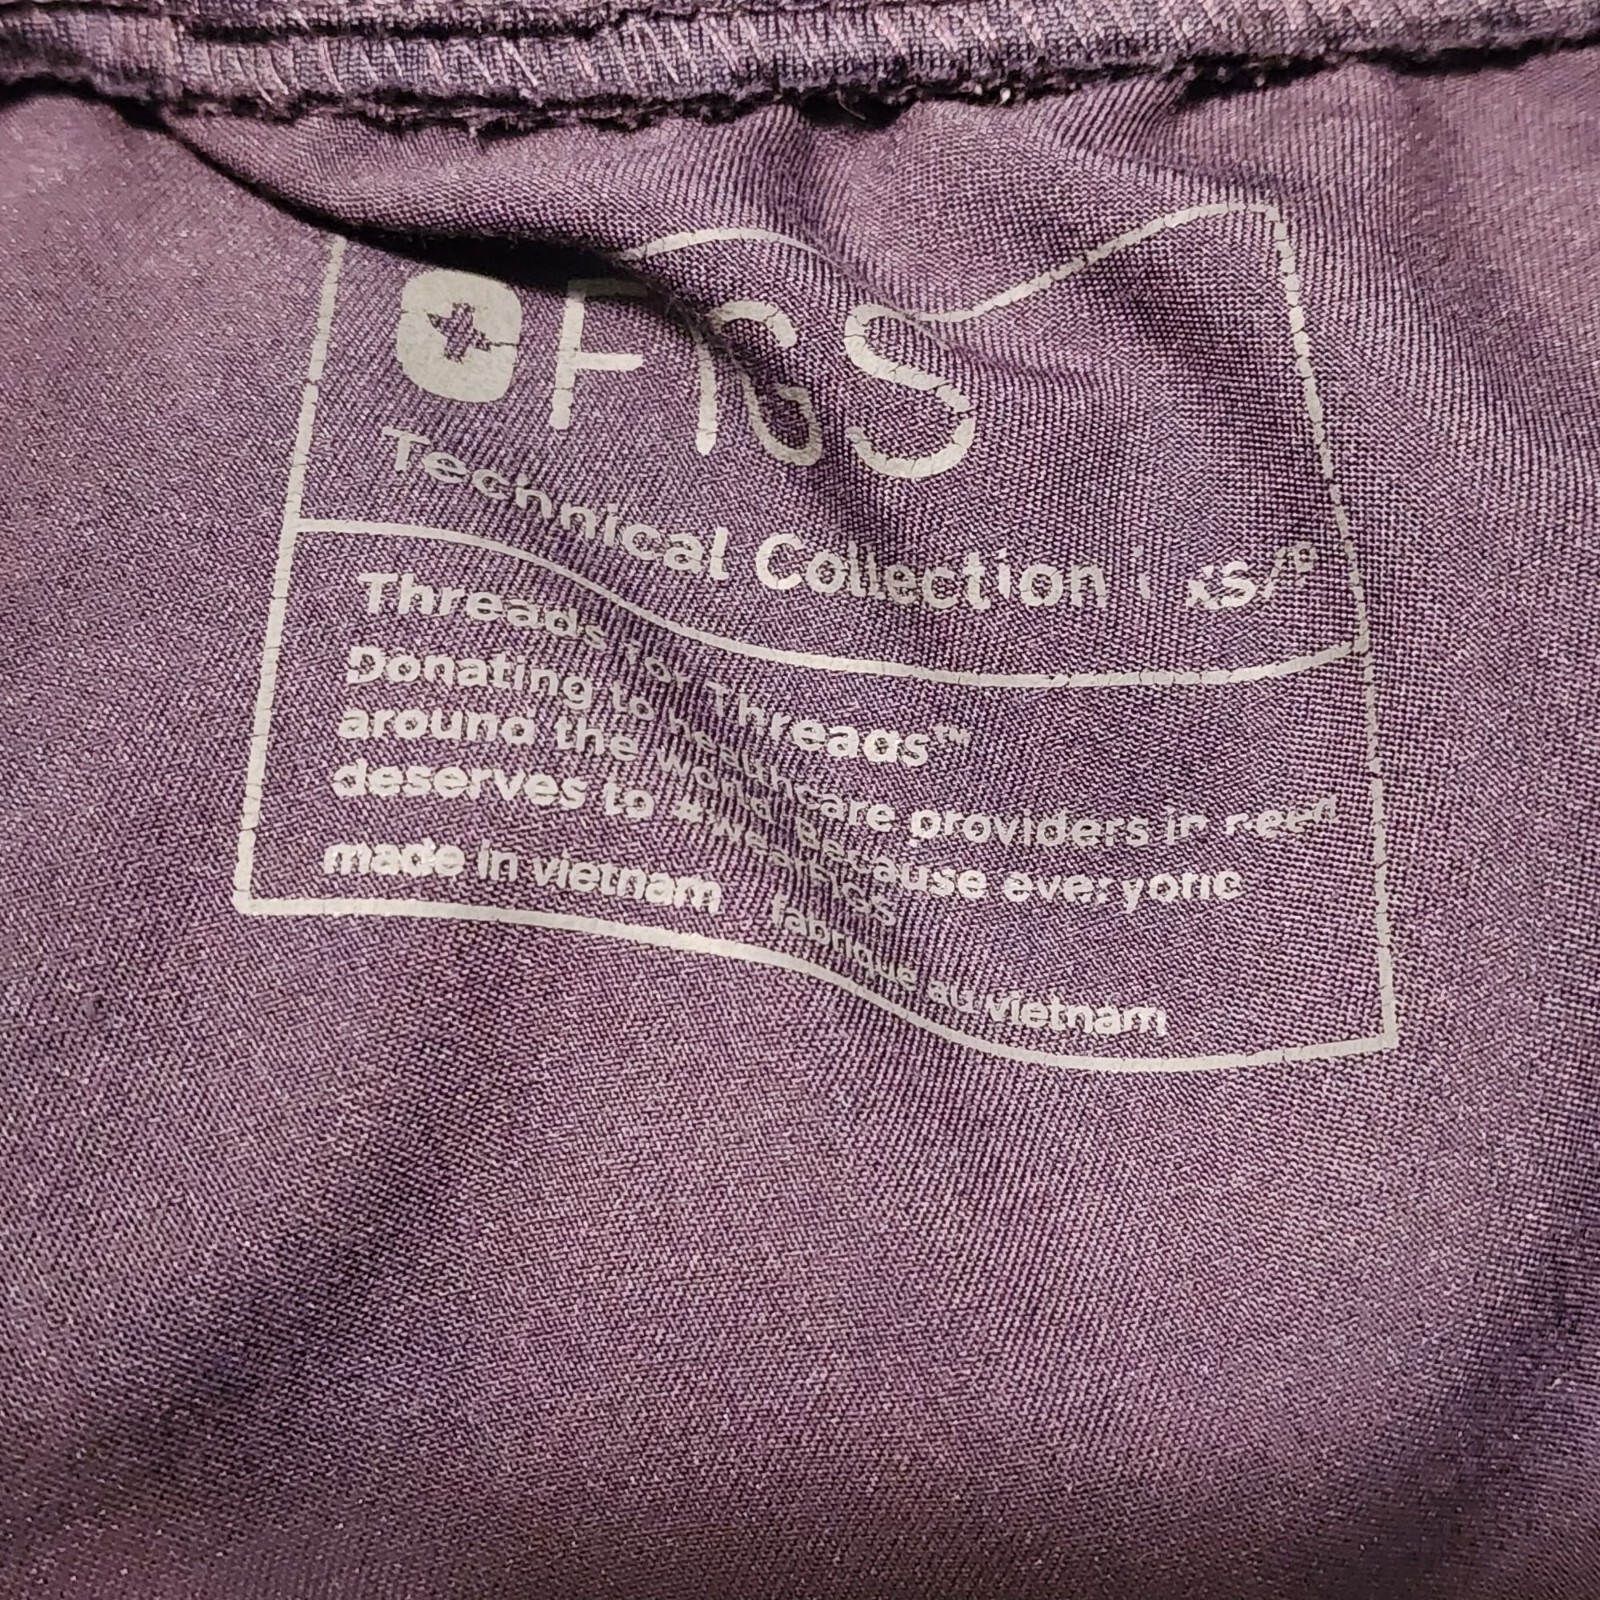 FIGS
Technical Collection | XS/P
Threads for Threads™
Donating to healthcare providers in need
around the world because everyone
deserves to #WearFIGS
made in vietnam fabriqué au vietnam